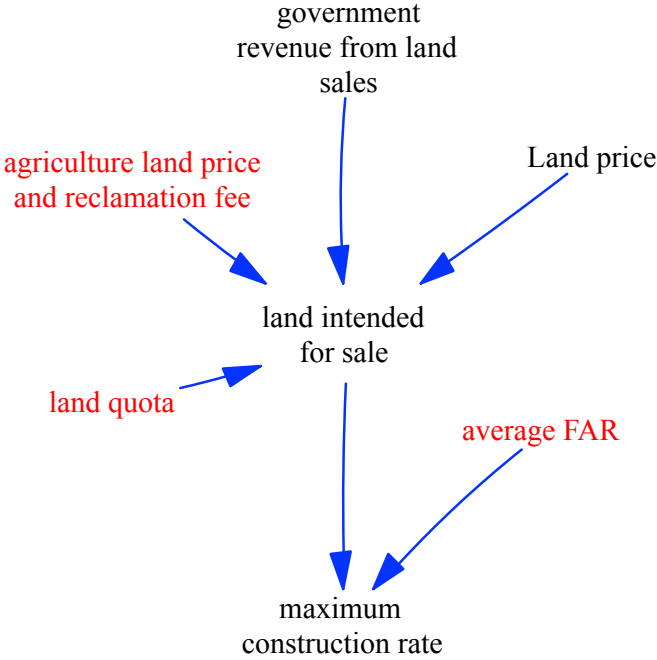 government
revenue from land
sales
agriculture land price
and reclamation fee
Land price
land intended
for sale
land quota
average FAR
maximum
construction rate